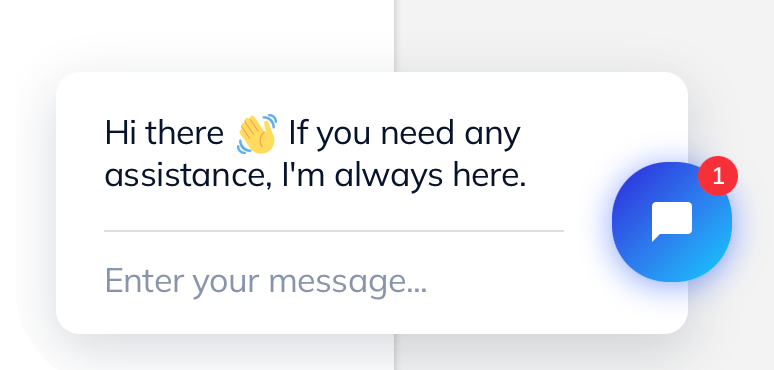 Hi there 👋 If you need any
assistance, I'm always here.
Enter your message...
1